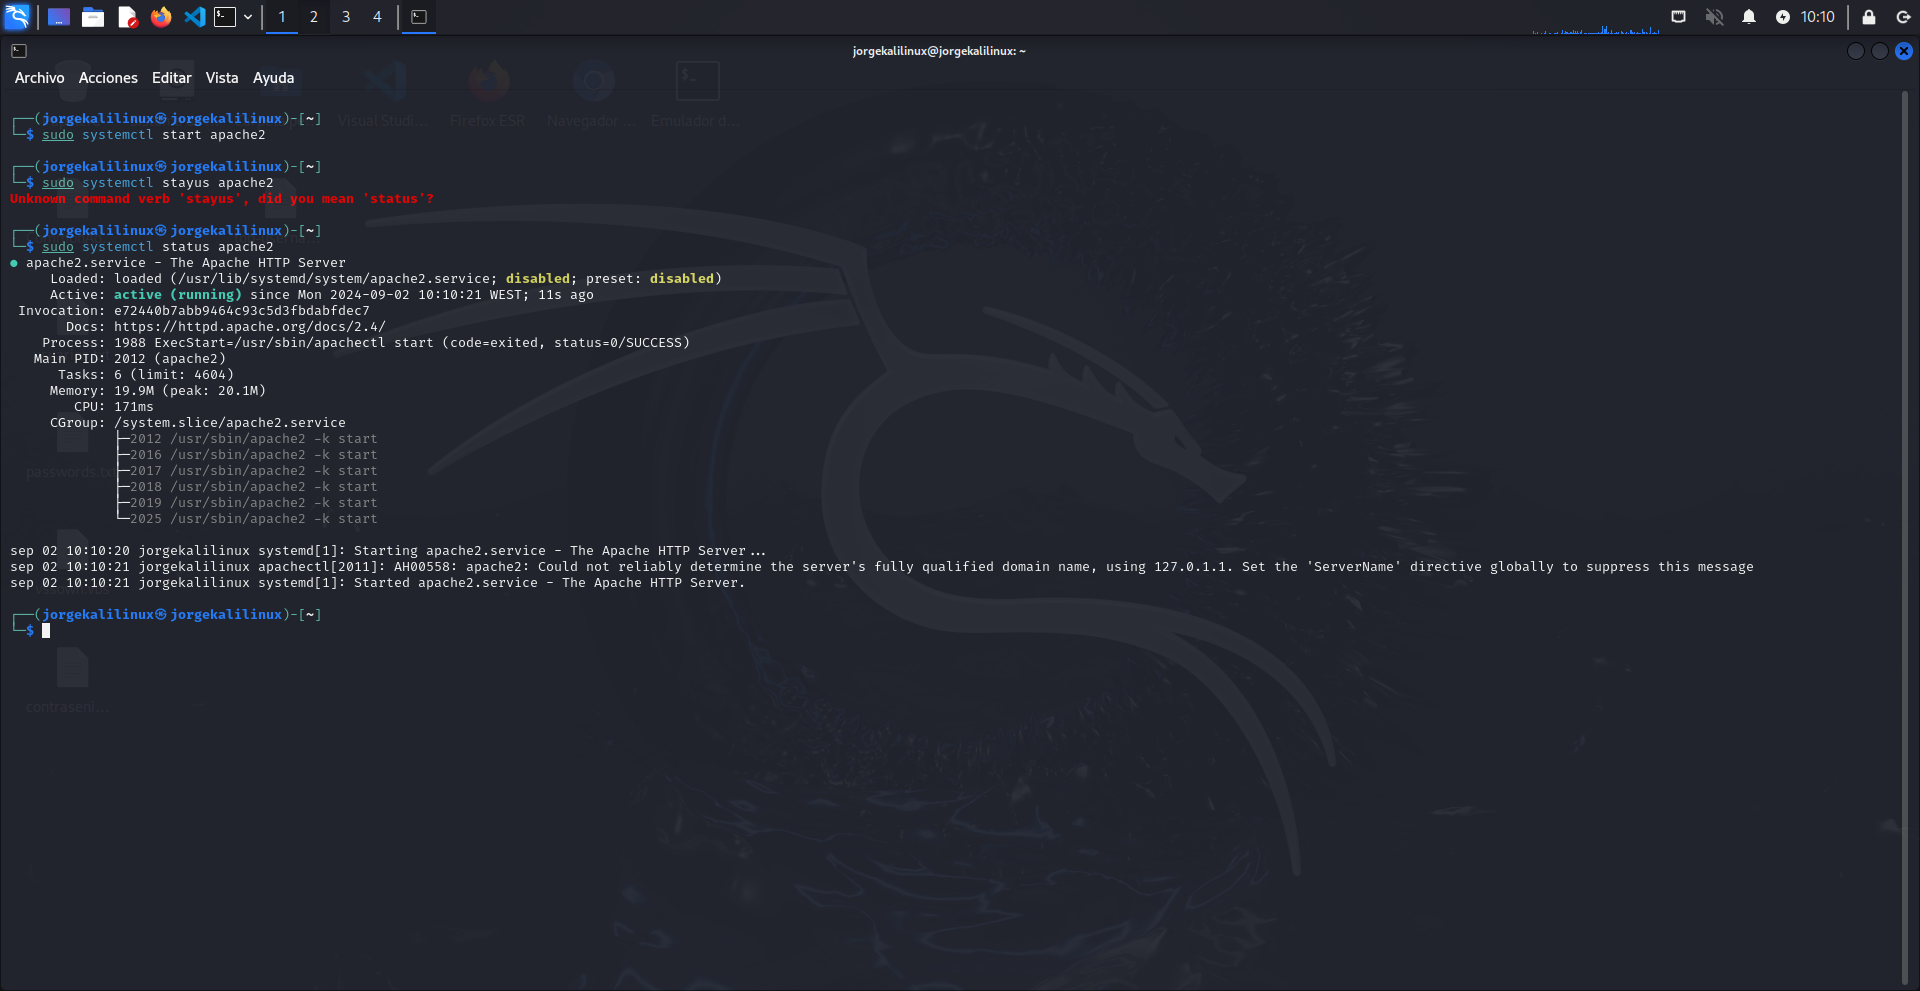 1 2 3 4
10:10
jorgekalilinux@jorgekalilinux: ~
Archivo Acciones Editar Vista Ayuda
Visual Studi... Firefox ESR Navegador ... Emulador d...
┌──(jorgekalilinux㉿jorgekalilinux)-[~]
└─$ sudo systemctl start apache2
┌──(jorgekalilinux㉿jorgekalilinux)-[~]
└─$ sudo systemctl stayus apache2
Unknown command verb 'stayus', did you mean 'status'?
┌──(jorgekalilinux㉿jorgekalilinux)-[~]
└─$ sudo systemctl status apache2
● apache2.service - The Apache HTTP Server
Loaded: loaded (/usr/lib/systemd/system/apache2.service; disabled; preset: disabled)
Active: active (running) since Mon 2024-09-02 10:10:21 WEST; 11s ago
Invocation: e72440b7abb9464c93c5d3fbdabfdec7
Docs: https://httpd.apache.org/docs/2.4/
Process: 1988 ExecStart=/usr/sbin/apachectl start (code=exited, status=0/SUCCESS)
Main PID: 2012 (apache2)
Tasks: 6 (limit: 4604)
Memory: 19.9M (peak: 20.1M)
CPU: 171ms
CGroup: /system.slice/apache2.service
├─2012 /usr/sbin/apache2 -k start
├─2016 /usr/sbin/apache2 -k start
├─2017 /usr/sbin/apache2 -k start
├─2018 /usr/sbin/apache2 -k start
├─2019 /usr/sbin/apache2 -k start
└─2025 /usr/sbin/apache2 -k start
passwords.tx
sep 02 10:10:20 jorgekalilinux systemd[1]: Starting apache2.service - The Apache HTTP Server...
sep 02 10:10:21 jorgekalilinux apachectl[2011]: AH00558: apache2: Could not reliably determine the server's fully qualified domain name, using 127.0.1.1. Set the 'ServerName' directive globally to suppress this message
sep 02 10:10:21 jorgekalilinux systemd[1]: Started apache2.service - The Apache HTTP Server.
┌──(jorgekalilinux㉿jorgekalilinux)-[~]
└─$
contraseni...